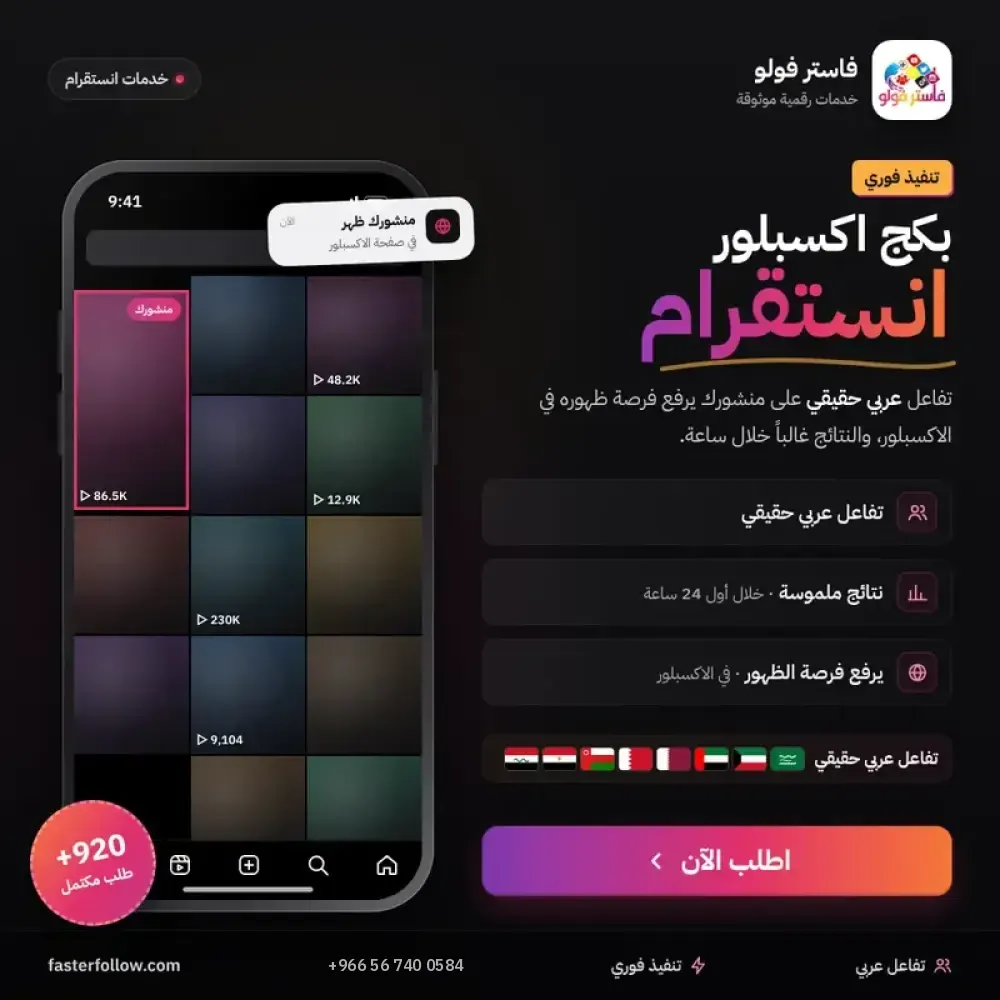 فاستر فولو
خدمات رقمية موثوقة
فاستر فولو
خدمات انستقرام
تنفيذ فوري
بكج اكسبلور
انستقرام
تفاعل عربي حقيقي على منشورك يرفع فرصة ظهوره في
الاكسبلور، والنتائج غالباً خلال ساعة.
تفاعل عربي حقيقي
نتائج ملموسة · خلال أول 24 ساعة
يرفع فرصة الظهور · في الاكسبلور
تفاعل عربي حقيقي
اطلب الآن
9:41
منشورك ظهر
الآن
في صفحة الاكسبلور
منشورك
48.2K
86.5K
12.9K
230K
9,104
+920
طلب مكتمل
تفاعل عربي
تنفيذ فوري
+966 56 740 0584
fasterfollow.com